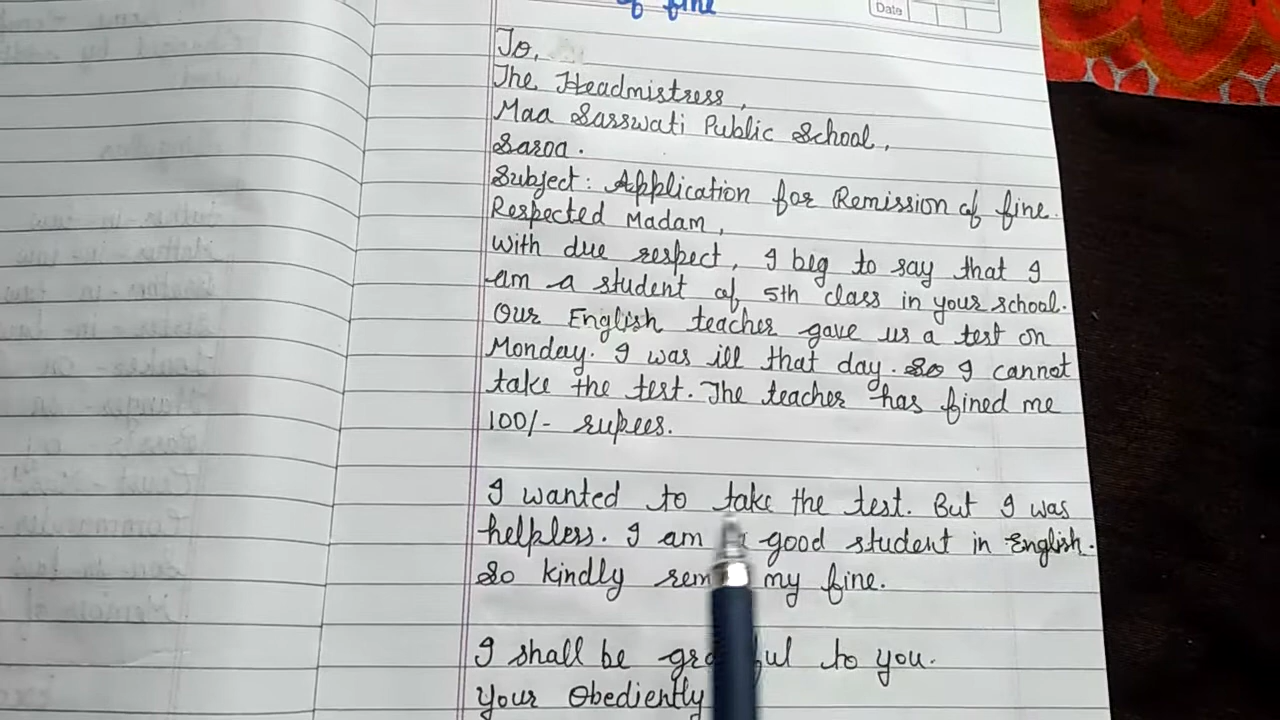 of fine
Date
To,
The Headmistress,
Maa Sarswati Public School,
Saroa.
Subject: Application for Remission of fine.
Respected Madam,
With due respect, I beg to say that I
am a student of 5th class in your school.
Our English teacher gave us a test on
Monday. I was ill that day. So I cannot
take the test. The teacher has fined me
100/- rupees.
I wanted to take the test. But I was
helpless. I am good student in English.
So kindly my fine.
I shall be to you.
Your Obediently